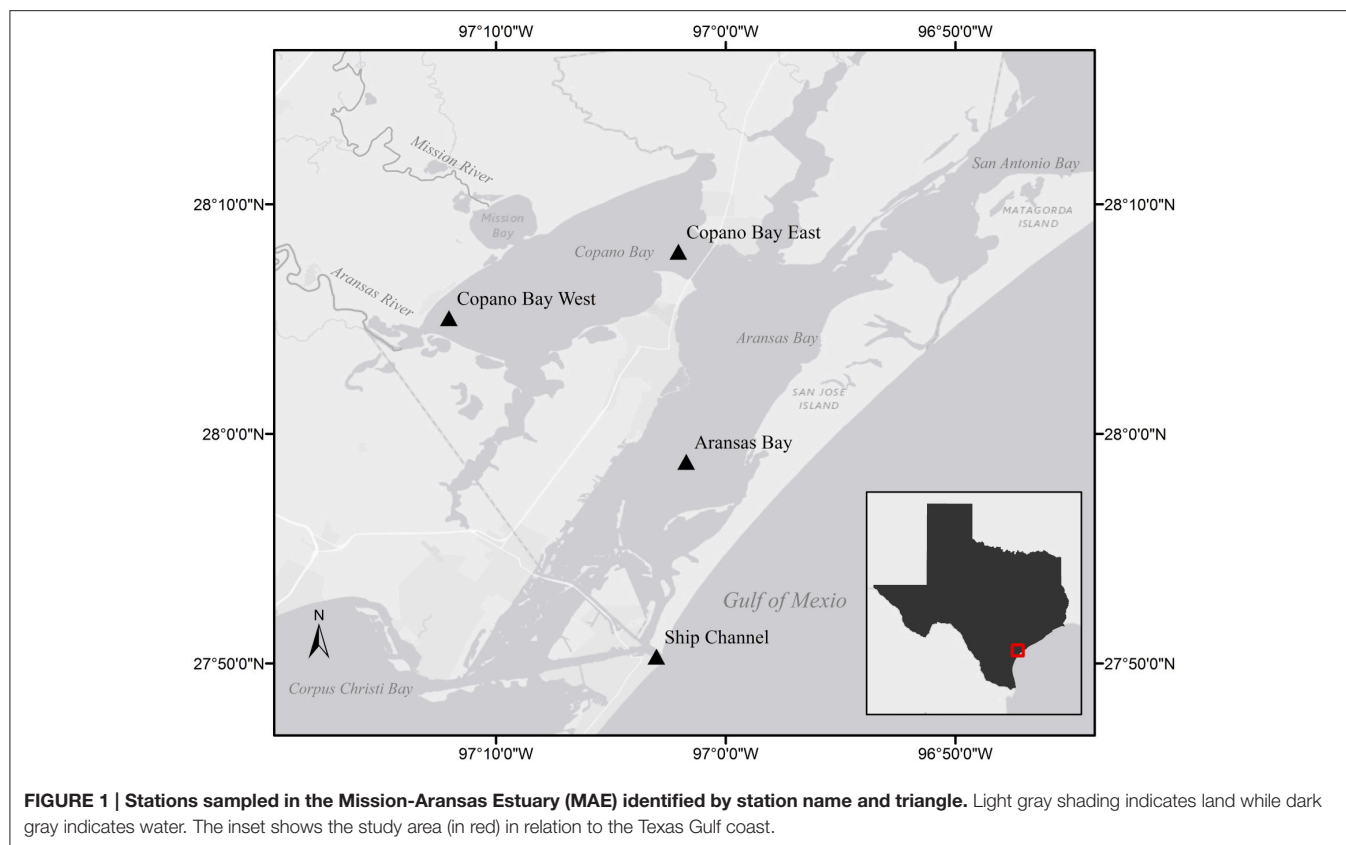 97°10'0"W
97°0'0"W
96°50'0"W
28°10'0"N
28°10'0"N
28°0'0"N
28°0'0"N
27°50'0"N
27°50'0"N
Mission River
San Antonio Bay
MATAGORDA
ISLAND
Mission
Bay
Copano Bay East
Copano Bay
Aransas River
Copano Bay West
Aransas Bay
SAN JOSE
ISLAND
Aransas Bay
Gulf of Mexio
N
Ship Channel
Corpus Christi Bay
97°10'0"W
97°0'0"W
96°50'0"W
FIGURE 1 | Stations sampled in the Mission-Aransas Estuary (MAE) identified by station name and triangle. Light gray shading indicates land while dark
gray indicates water. The inset shows the study area (in red) in relation to the Texas Gulf coast.